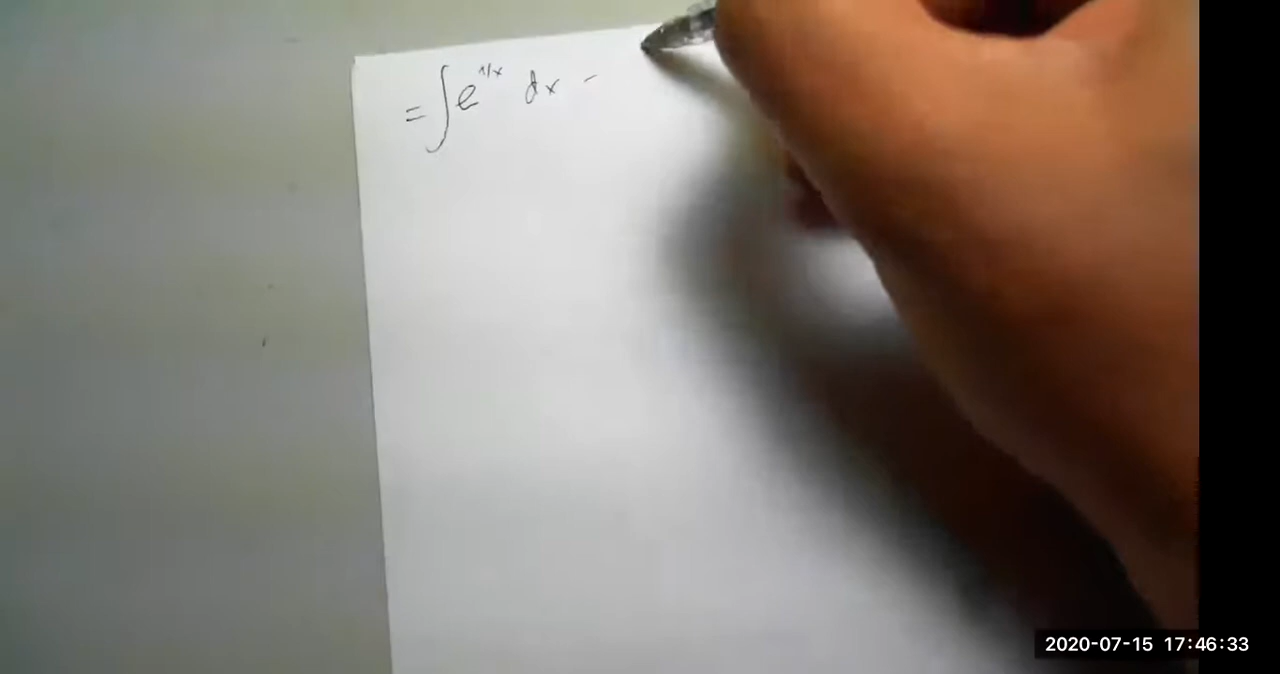 = ∫ e^{1/x} dx -
2020-07-15 17:46:33